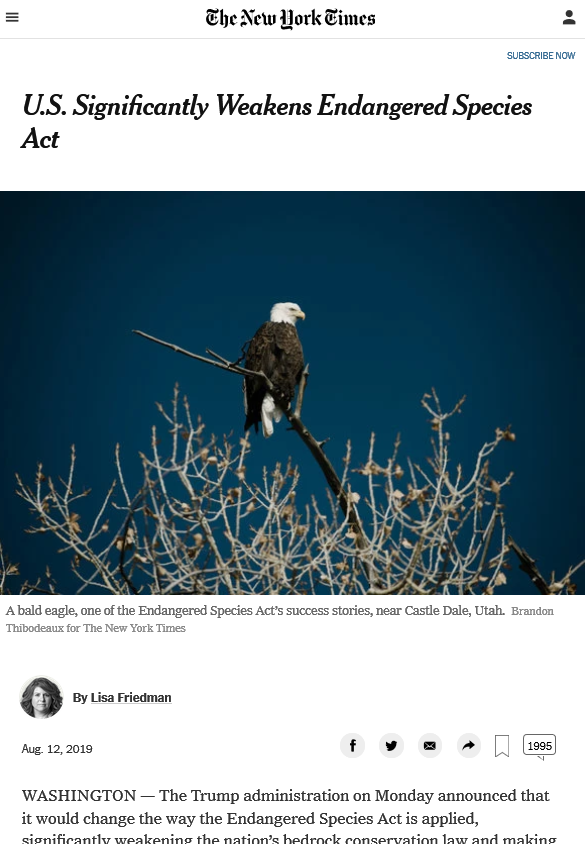 The New York Times
SUBSCRIBE NOW
U.S. Significantly Weakens Endangered Species
Act
A bald eagle, one of the Endangered Species Act's success stories, near Castle Dale, Utah. Brandon
Thibodeaux for The New York Times
By Lisa Friedman
Aug. 12, 2019
1995
WASHINGTON — The Trump administration on Monday announced that
it would change the way the Endangered Species Act is applied,
significantly weakening the nation's bedrock conservation law and making